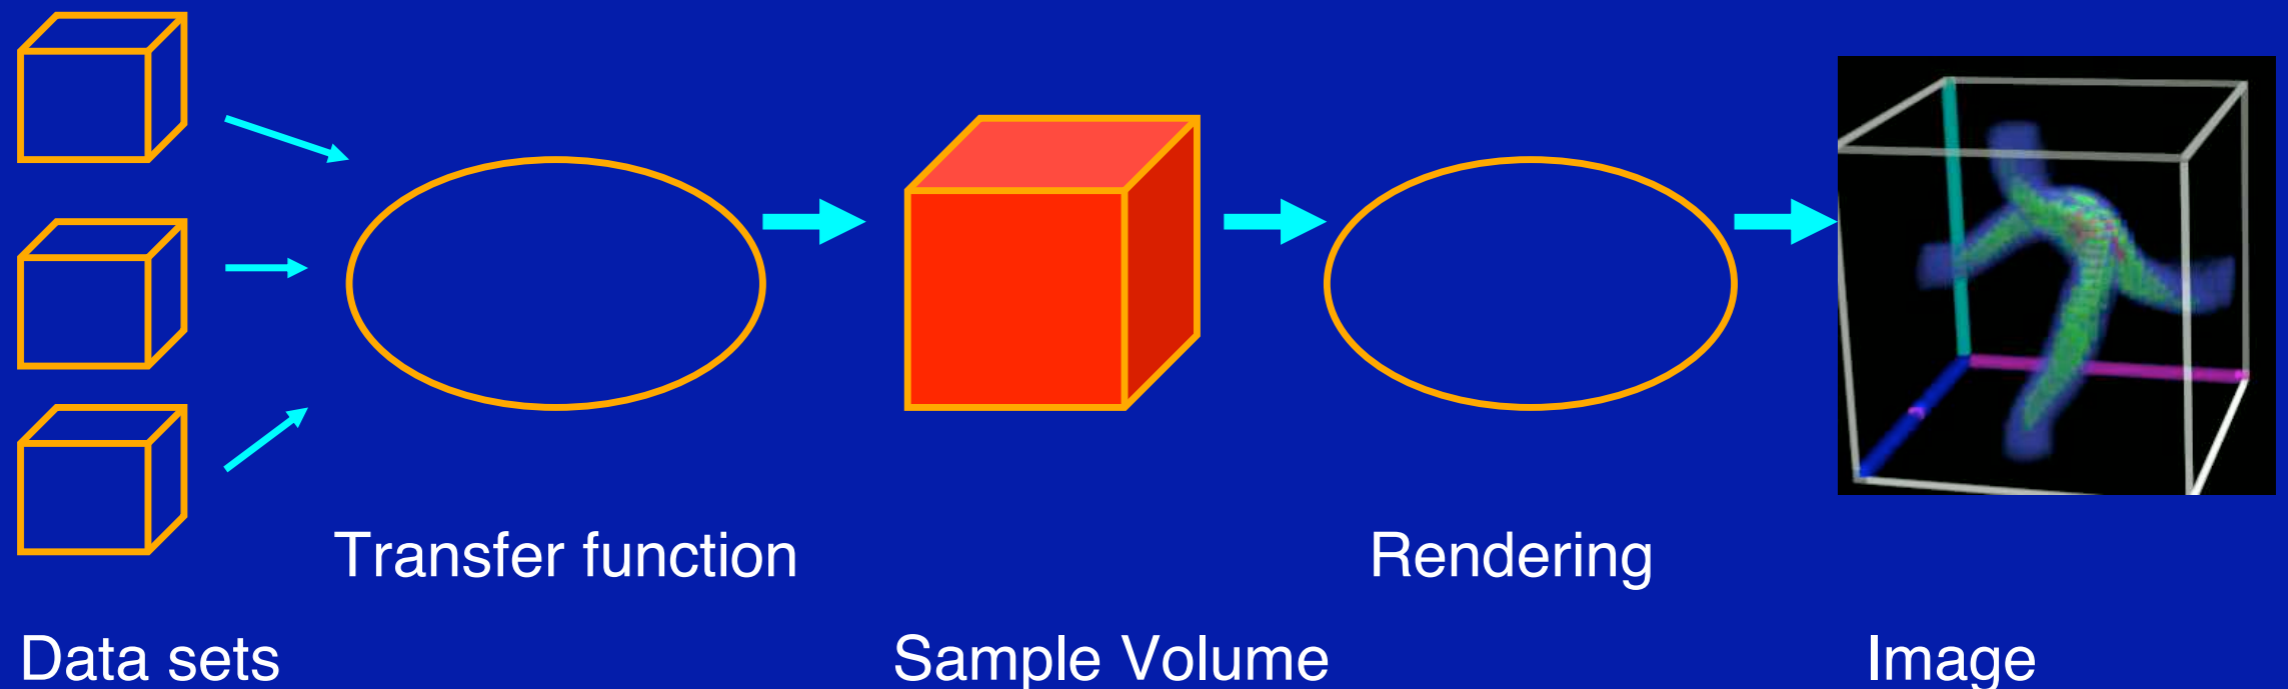 Transfer function
Rendering
Data sets
Sample Volume
Image